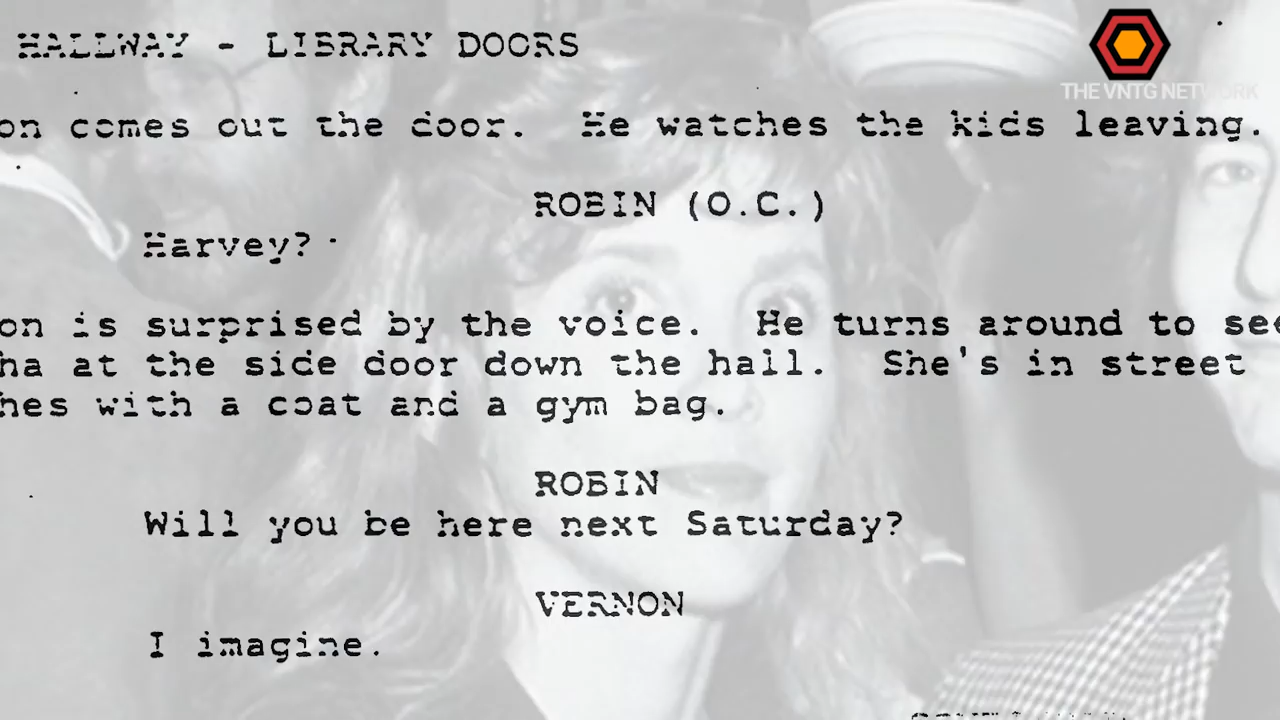 HALLWAY - LIBRARY DOORS
THE VNTG NETWORK
on comes out the door. He watches the kids leaving.
ROBIN (O.C.)
Harvey?
on is surprised by the voice. He turns around to see
ha at the side door down the hall. She's in street
hes with a coat and a gym bag.
ROBIN
Will you be here next Saturday?
VERNON
I imagine.